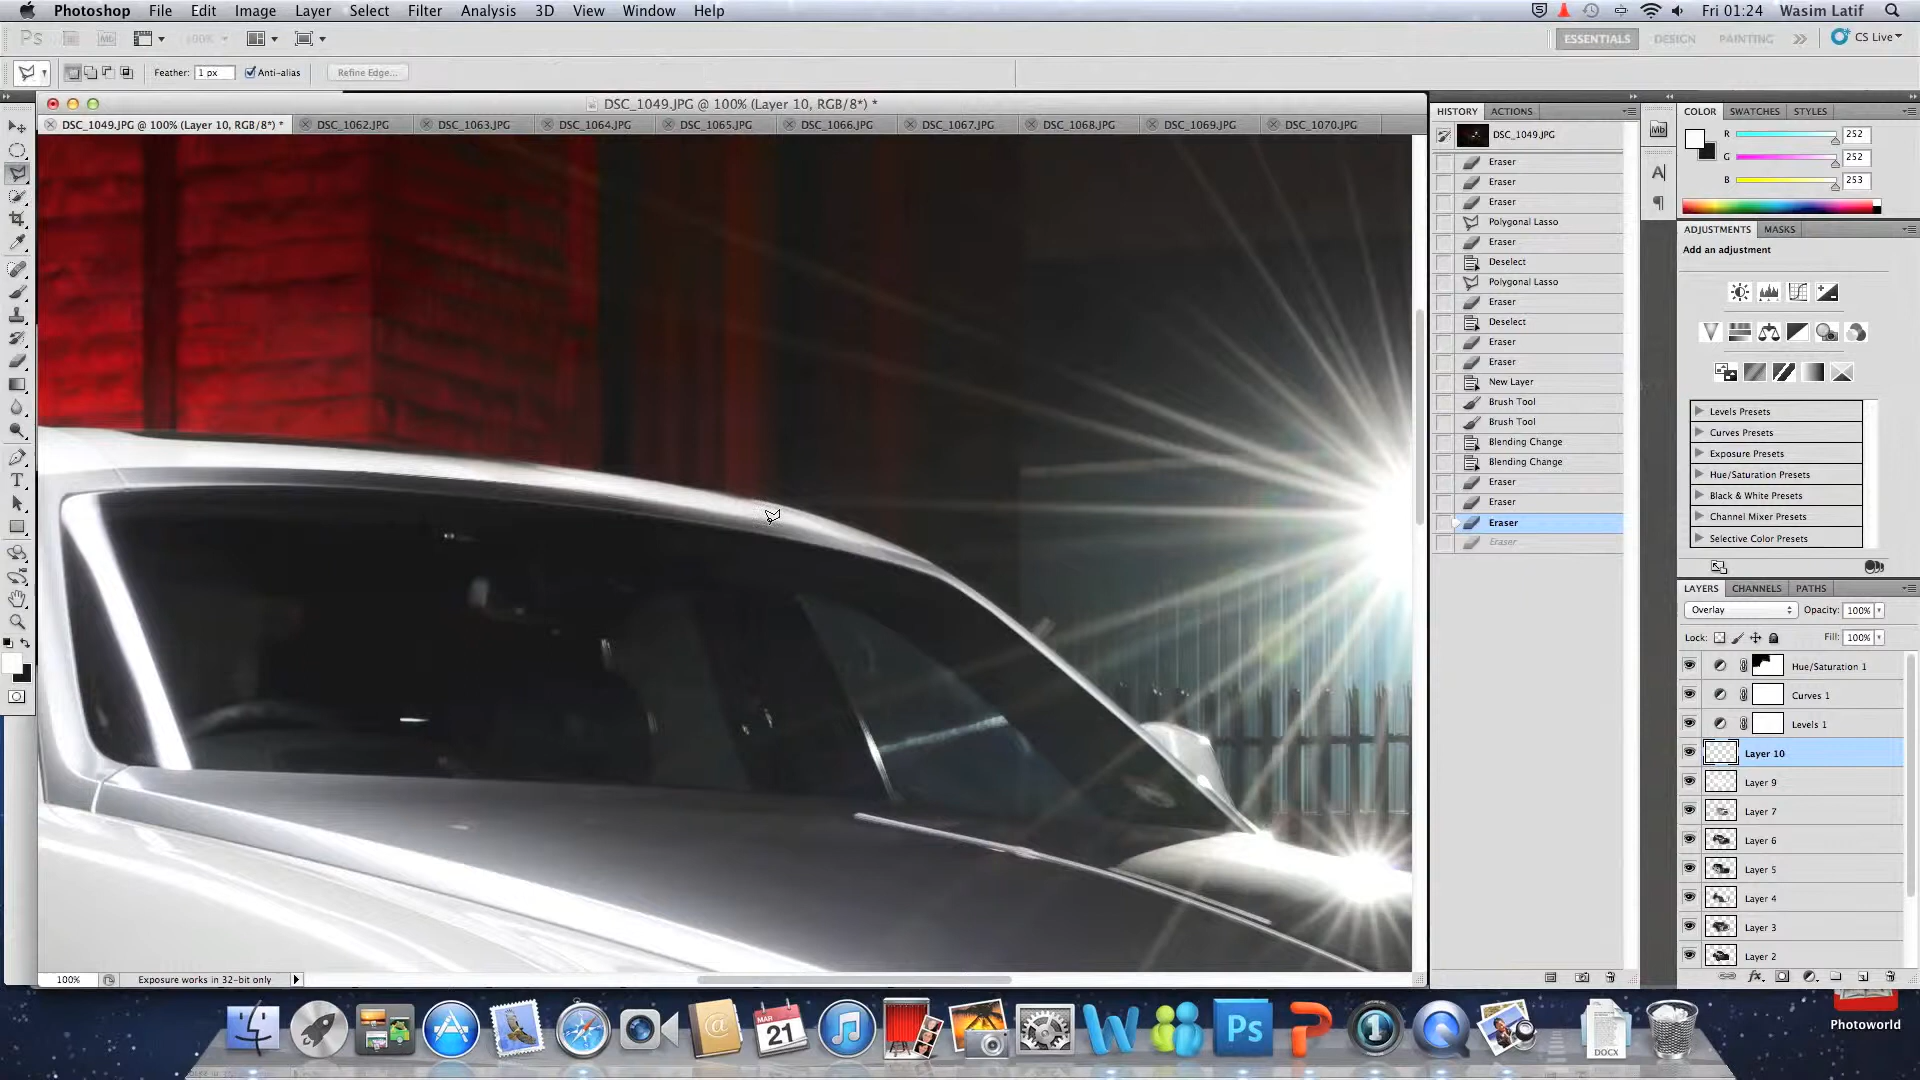 Photoshop File Edit Image Layer Select Filter Analysis 3D View Window Help Fri 01:24 Wasim Latif
Ps Br Mb 100% ESSENTIALS DESIGN PAINTING CS Live
Feather: 1 px Anti-alias Refine Edge...
DSC_1049.JPG @ 100% (Layer 10, RGB/8*) *
DSC_1049.JPG @ 100% (Layer 10, RGB/8*) * DSC_1062.JPG DSC_1063.JPG DSC_1064.JPG DSC_1065.JPG DSC_1066.JPG DSC_1067.JPG DSC_1068.JPG DSC_1069.JPG DSC_1070.JPG
HISTORY ACTIONS
DSC_1049.JPG
Eraser
Eraser
Eraser
Polygonal Lasso
Eraser
Deselect
Polygonal Lasso
Eraser
Deselect
Eraser
Eraser
New Layer
Brush Tool
Brush Tool
Blending Change
Blending Change
Eraser
Eraser
Eraser
Eraser
Mb
A
COLOR SWATCHES STYLES
R 252
G 252
B 253
ADJUSTMENTS MASKS
Add an adjustment
Levels Presets
Curves Presets
Exposure Presets
Hue/Saturation Presets
Black & White Presets
Channel Mixer Presets
Selective Color Presets
LAYERS CHANNELS PATHS
Overlay Opacity: 100%
Lock: Fill: 100%
Hue/Saturation 1
Curves 1
Levels 1
Layer 10
Layer 9
Layer 7
Layer 6
Layer 5
Layer 4
Layer 3
Layer 2
100% Exposure works in 32-bit only
MAR
21
Ps
1
DOCX
Photoworld